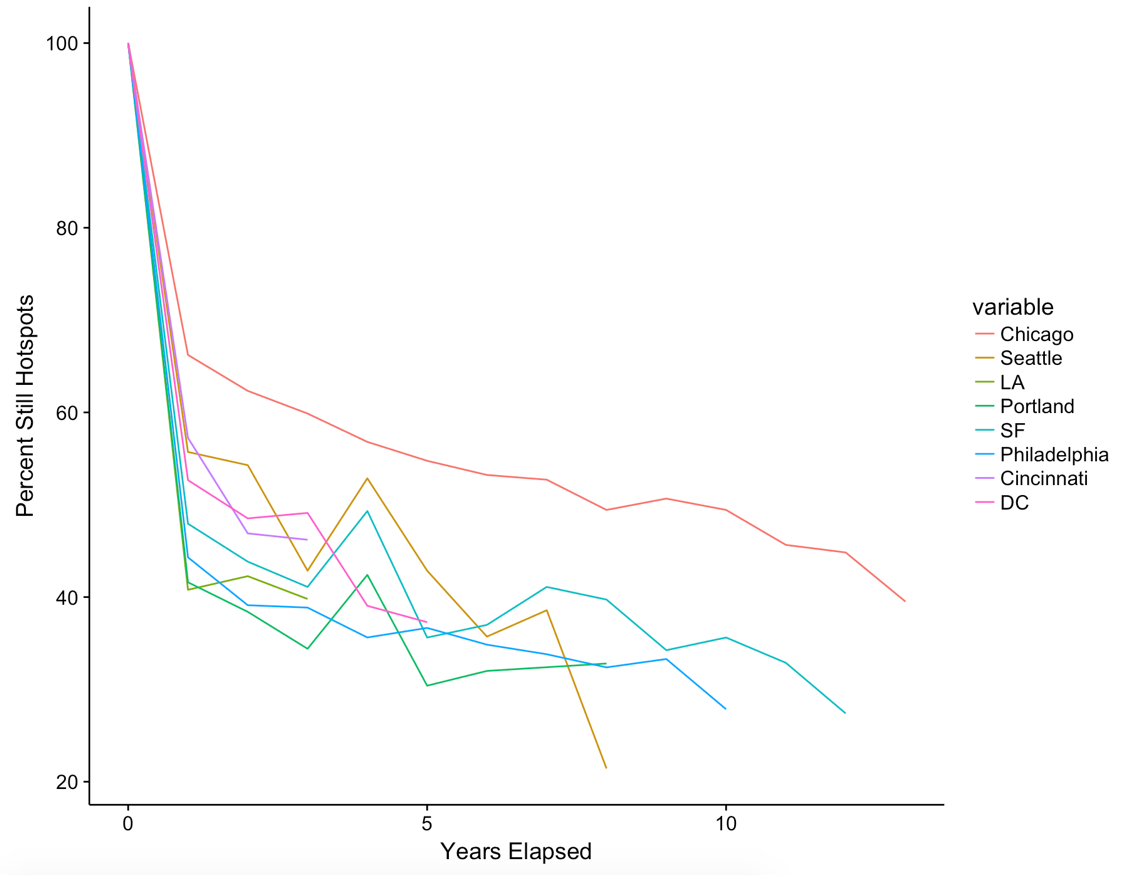 100
80
60
40
20
Percent Still Hotspots
0 5 10
Years Elapsed
variable
Chicago
Seattle
LA
Portland
SF
Philadelphia
Cincinnati
DC